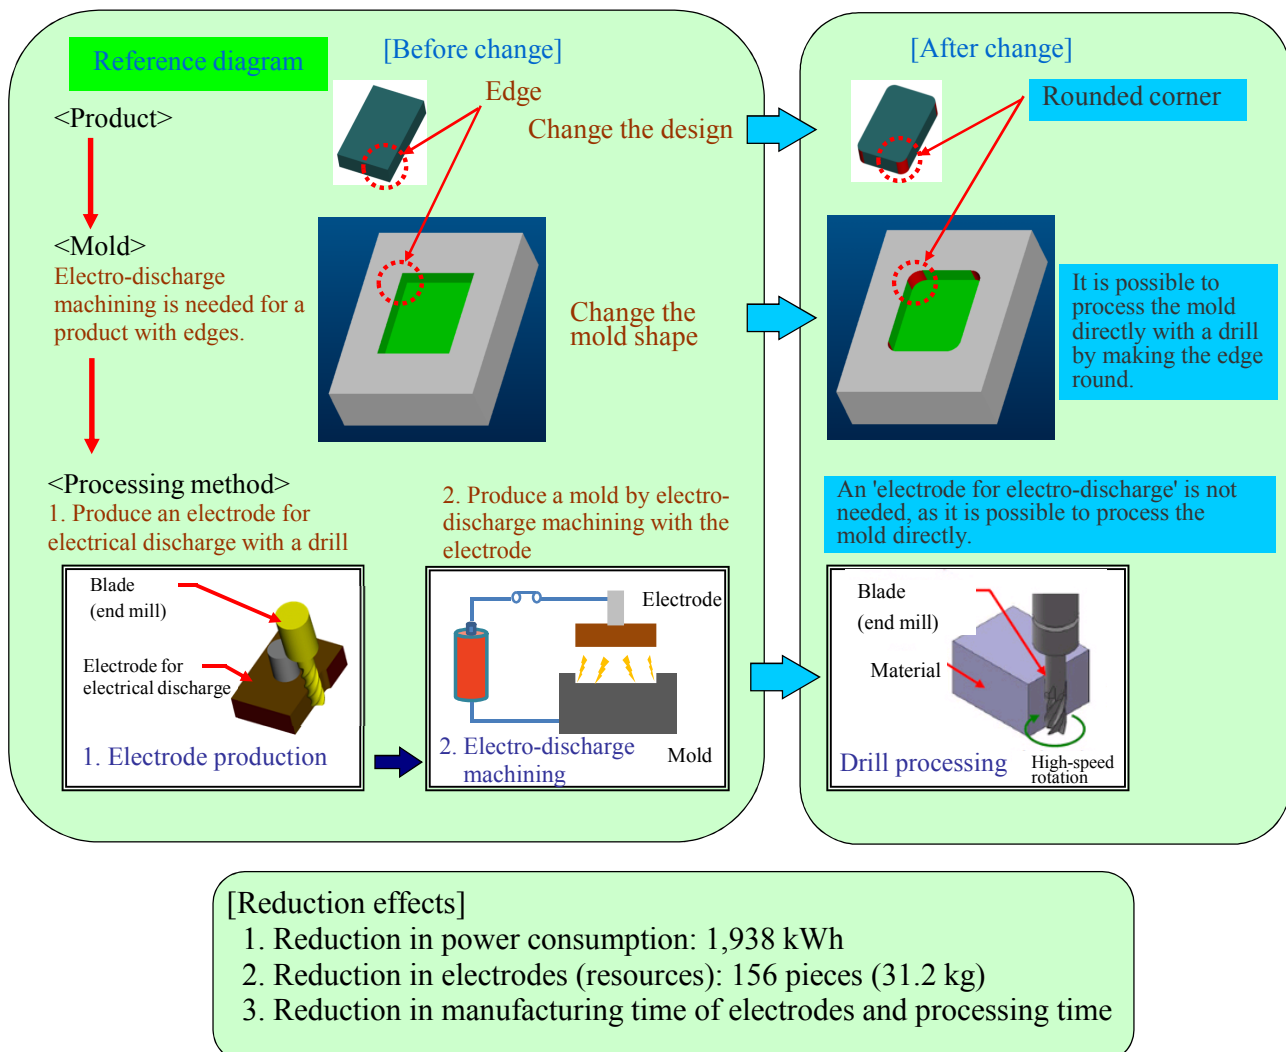 Reference diagram
[Before change]
<Product>
Edge
Change the design
<Mold>
Electro-discharge
machining is needed for a
product with edges.
Change the
mold shape
<Processing method>
1. Produce an electrode for
electrical discharge with a drill
2. Produce a mold by electro-
discharge machining with the
electrode
Blade
(end mill)
Electrode for
electrical discharge
1. Electrode production
Electrode
Mold
2. Electro-discharge
machining
[After change]
Rounded corner
It is possible to
process the mold
directly with a drill
by making the edge
round.
An 'electrode for electro-discharge' is not
needed, as it is possible to process the
mold directly.
Blade
(end mill)
Material
Drill processing
High-speed
rotation
[Reduction effects]
1. Reduction in power consumption: 1,938 kWh
2. Reduction in electrodes (resources): 156 pieces (31.2 kg)
3. Reduction in manufacturing time of electrodes and processing time